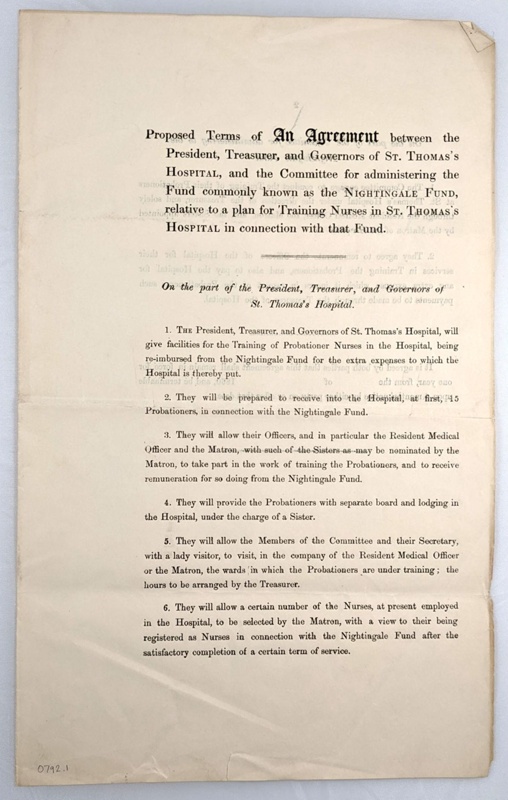 Proposed Terms of An Agreement between the
President, Treasurer, and Governors of St. Thomas's
Hospital, and the Committee for administering the
Fund commonly known as the Nightingale Fund,
relative to a plan for Training Nurses in St. Thomas's
Hospital in connection with that Fund.
On the part of the President, Treasurer, and Governors of
St. Thomas's Hospital.
1. The President, Treasurer, and Governors of St. Thomas's Hospital, will
give facilities for the Training of Probationer Nurses in the Hospital, being
re-imbursed from the Nightingale Fund for the extra expenses to which the
Hospital is thereby put.
2. They will be prepared to receive into the Hospital, at first, 15
Probationers, in connection with the Nightingale Fund.
3. They will allow their Officers, and in particular the Resident Medical
Officer and the Matron, with such of the Sisters as may be nominated by the
Matron, to take part in the work of training the Probationers, and to receive
remuneration for so doing from the Nightingale Fund.
4. They will provide the Probationers with separate board and lodging in
the Hospital, under the charge of a Sister.
5. They will allow the Members of the Committee and their Secretary,
with a lady visitor, to visit, in the company of the Resident Medical Officer
or the Matron, the wards in which the Probationers are under training; the
hours to be arranged by the Treasurer.
6. They will allow a certain number of the Nurses, at present employed
in the Hospital, to be selected by the Matron, with a view to their being
registered as Nurses in connection with the Nightingale Fund after the
satisfactory completion of a certain term of service.
0792.1